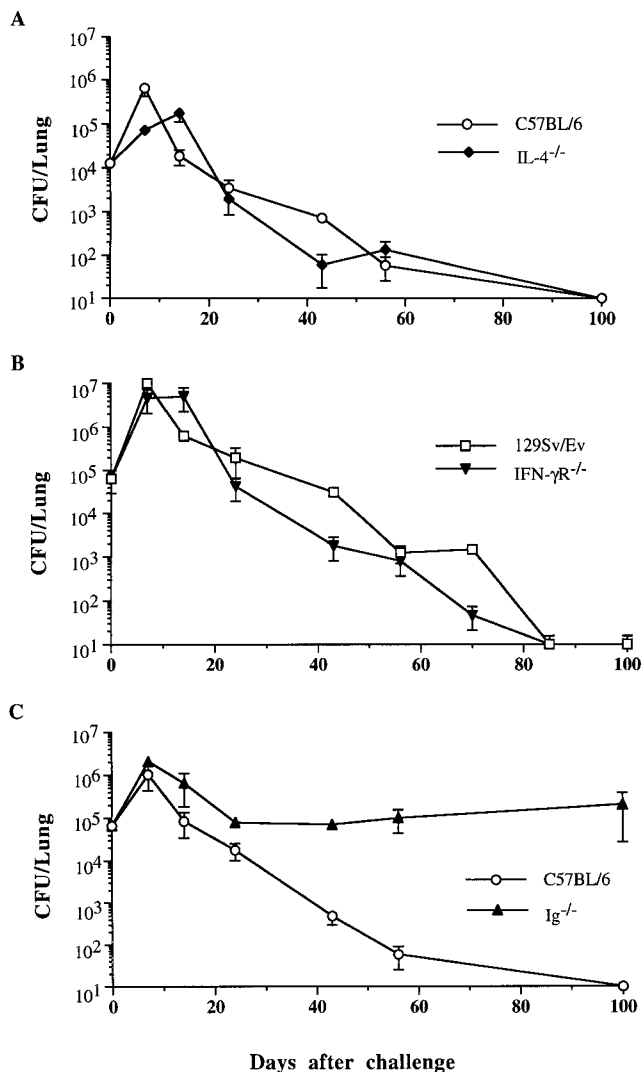 A
CFU/Lung
10⁷
10⁶
10⁵
10⁴
10³
10²
10¹
0 20 40 60 80 100
C57BL/6
IL-4⁻/⁻
B
CFU/Lung
10⁷
10⁶
10⁵
10⁴
10³
10²
10¹
0 20 40 60 80 100
129Sv/Ev
IFN-γR⁻/⁻
C
CFU/Lung
10⁷
10⁶
10⁵
10⁴
10³
10²
10¹
0 20 40 60 80 100
C57BL/6
Ig⁻/⁻
Days after challenge